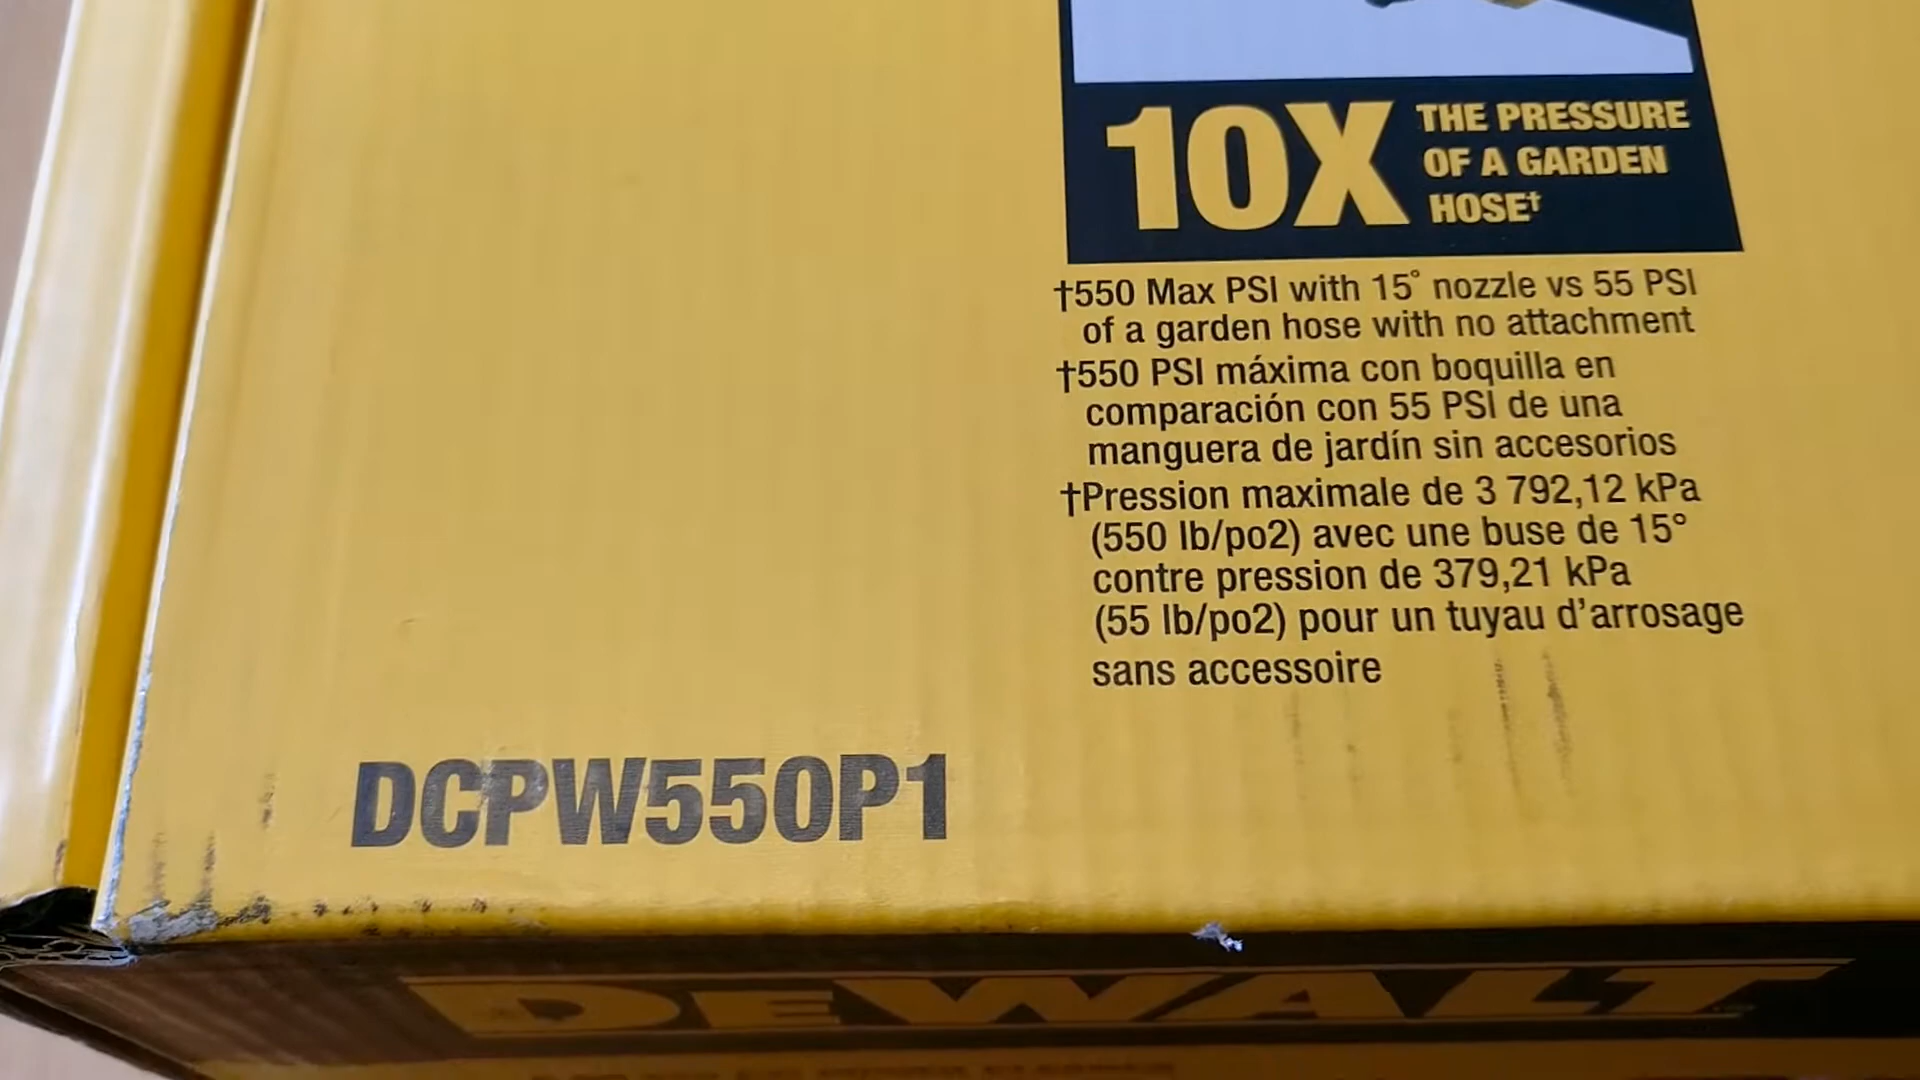 10X
THE PRESSURE
OF A GARDEN
HOSE†
†550 Max PSI with 15° nozzle vs 55 PSI
of a garden hose with no attachment
†550 PSI máxima con boquilla en
comparación con 55 PSI de una
manguera de jardín sin accesorios
†Pression maximale de 3 792,12 kPa
(550 lb/po2) avec une buse de 15°
contre pression de 379,21 kPa
(55 lb/po2) pour un tuyau d'arrosage
sans accessoire
DCPW550P1
DEWALT